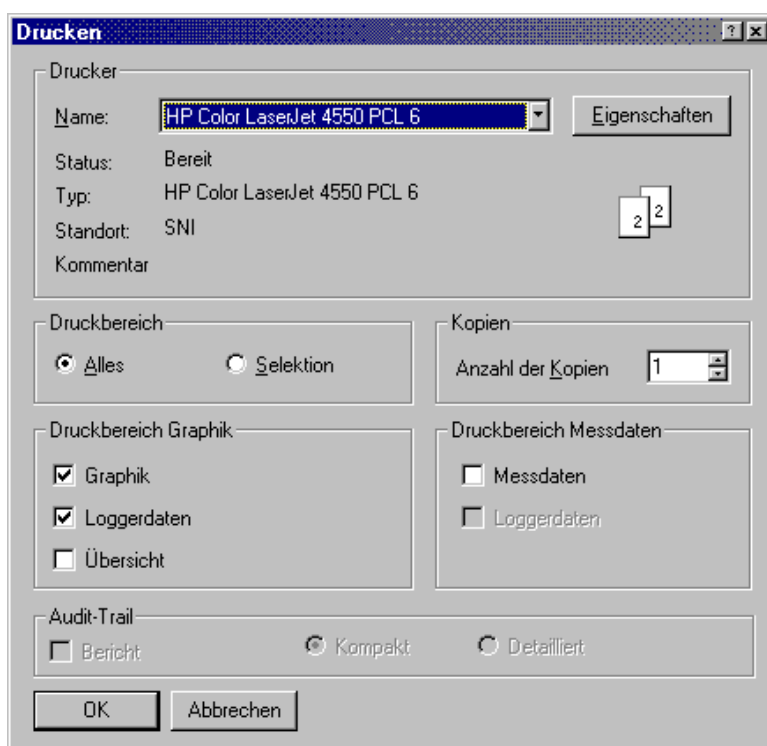 Drucken
Drucker
Name: HP Color LaserJet 4550 PCL 6 Eigenschaften
Status: Bereit
Typ: HP Color LaserJet 4550 PCL 6
Standort: SNI
Kommentar
2 2
Druckbereich
Alles Selektion
Kopien
Anzahl der Kopien 1
Druckbereich Graphik
Graphik
Loggerdaten
Übersicht
Druckbereich Messdaten
Messdaten
Loggerdaten
Audit-Trail
Bericht Kompakt Detailliert
OK Abbrechen